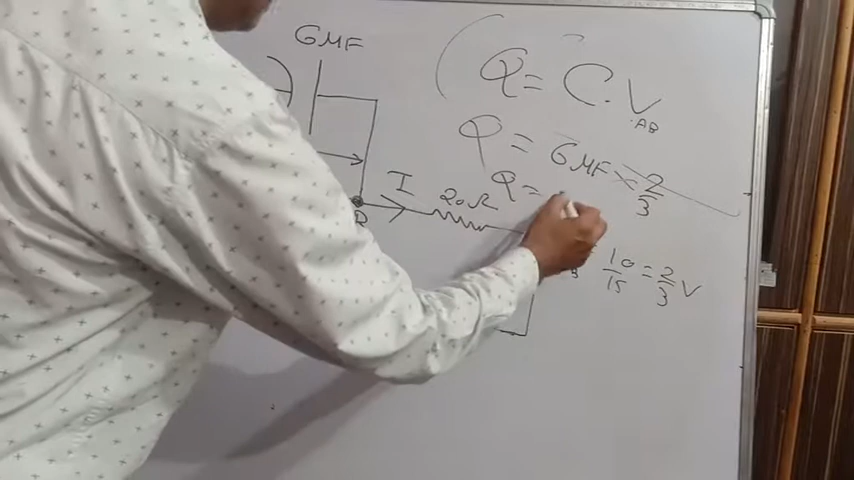 6MF
Q = C.V
AB
Q = 6MF × 2/3
Q =
I
20Ω
10/15 = 2/3 V